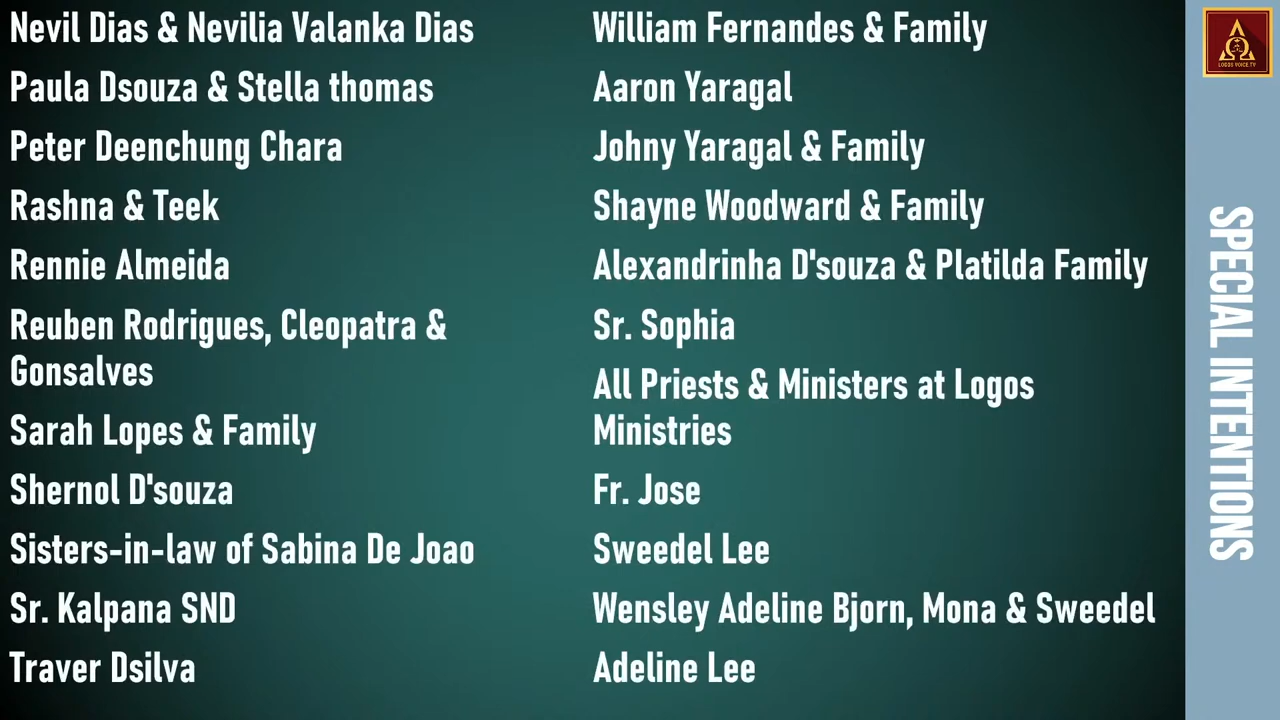 Nevil Dias & Nevilia Valanka Dias
Paula Dsouza & Stella thomas
Peter Deenchung Chara
Rashna & Teek
Rennie Almeida
Reuben Rodrigues, Cleopatra &
Gonsalves
Sarah Lopes & Family
Shernol D'souza
Sisters-in-law of Sabina De Joao
Sr. Kalpana SND
Traver Dsilva
William Fernandes & Family
Aaron Yaragal
Johny Yaragal & Family
Shayne Woodward & Family
Alexandrinha D'souza & Platilda Family
Sr. Sophia
All Priests & Ministers at Logos
Ministries
Fr. Jose
Sweedel Lee
Wensley Adeline Bjorn, Mona & Sweedel
Adeline Lee
LOGOS VOICE TV
SPECIAL INTENTIONS